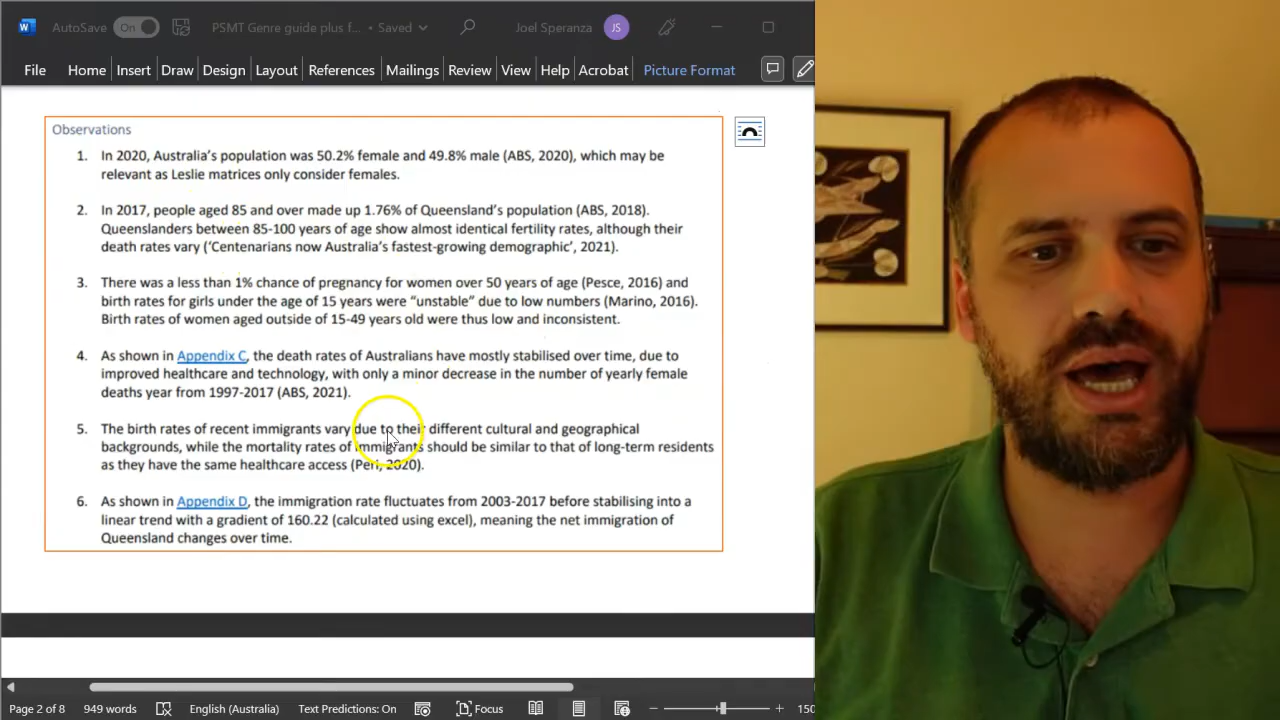 AutoSave On PSMT Genre guide plus f... • Saved Joel Speranza JS
File Home Insert Draw Design Layout References Mailings Review View Help Acrobat Picture Format
Observations
1. In 2020, Australia's population was 50.2% female and 49.8% male (ABS, 2020), which may be
relevant as Leslie matrices only consider females.
2. In 2017, people aged 85 and over made up 1.76% of Queensland's population (ABS, 2018).
Queenslanders between 85-100 years of age show almost identical fertility rates, although their
death rates vary ('Centenarians now Australia's fastest-growing demographic', 2021).
3. There was a less than 1% chance of pregnancy for women over 50 years of age (Pesce, 2016) and
birth rates for girls under the age of 15 years were "unstable" due to low numbers (Marino, 2016).
Birth rates of women aged outside of 15-49 years old were thus low and inconsistent.
4. As shown in Appendix C, the death rates of Australians have mostly stabilised over time, due to
improved healthcare and technology, with only a minor decrease in the number of yearly female
deaths year from 1997-2017 (ABS, 2021).
5. The birth rates of recent immigrants vary due to their different cultural and geographical
backgrounds, while the mortality rates of immigrants should be similar to that of long-term residents
as they have the same healthcare access (Peri, 2020).
6. As shown in Appendix D, the immigration rate fluctuates from 2003-2017 before stabilising into a
linear trend with a gradient of 160.22 (calculated using excel), meaning the net immigration of
Queensland changes over time.
Page 2 of 8 949 words English (Australia) Text Predictions: On Focus 150